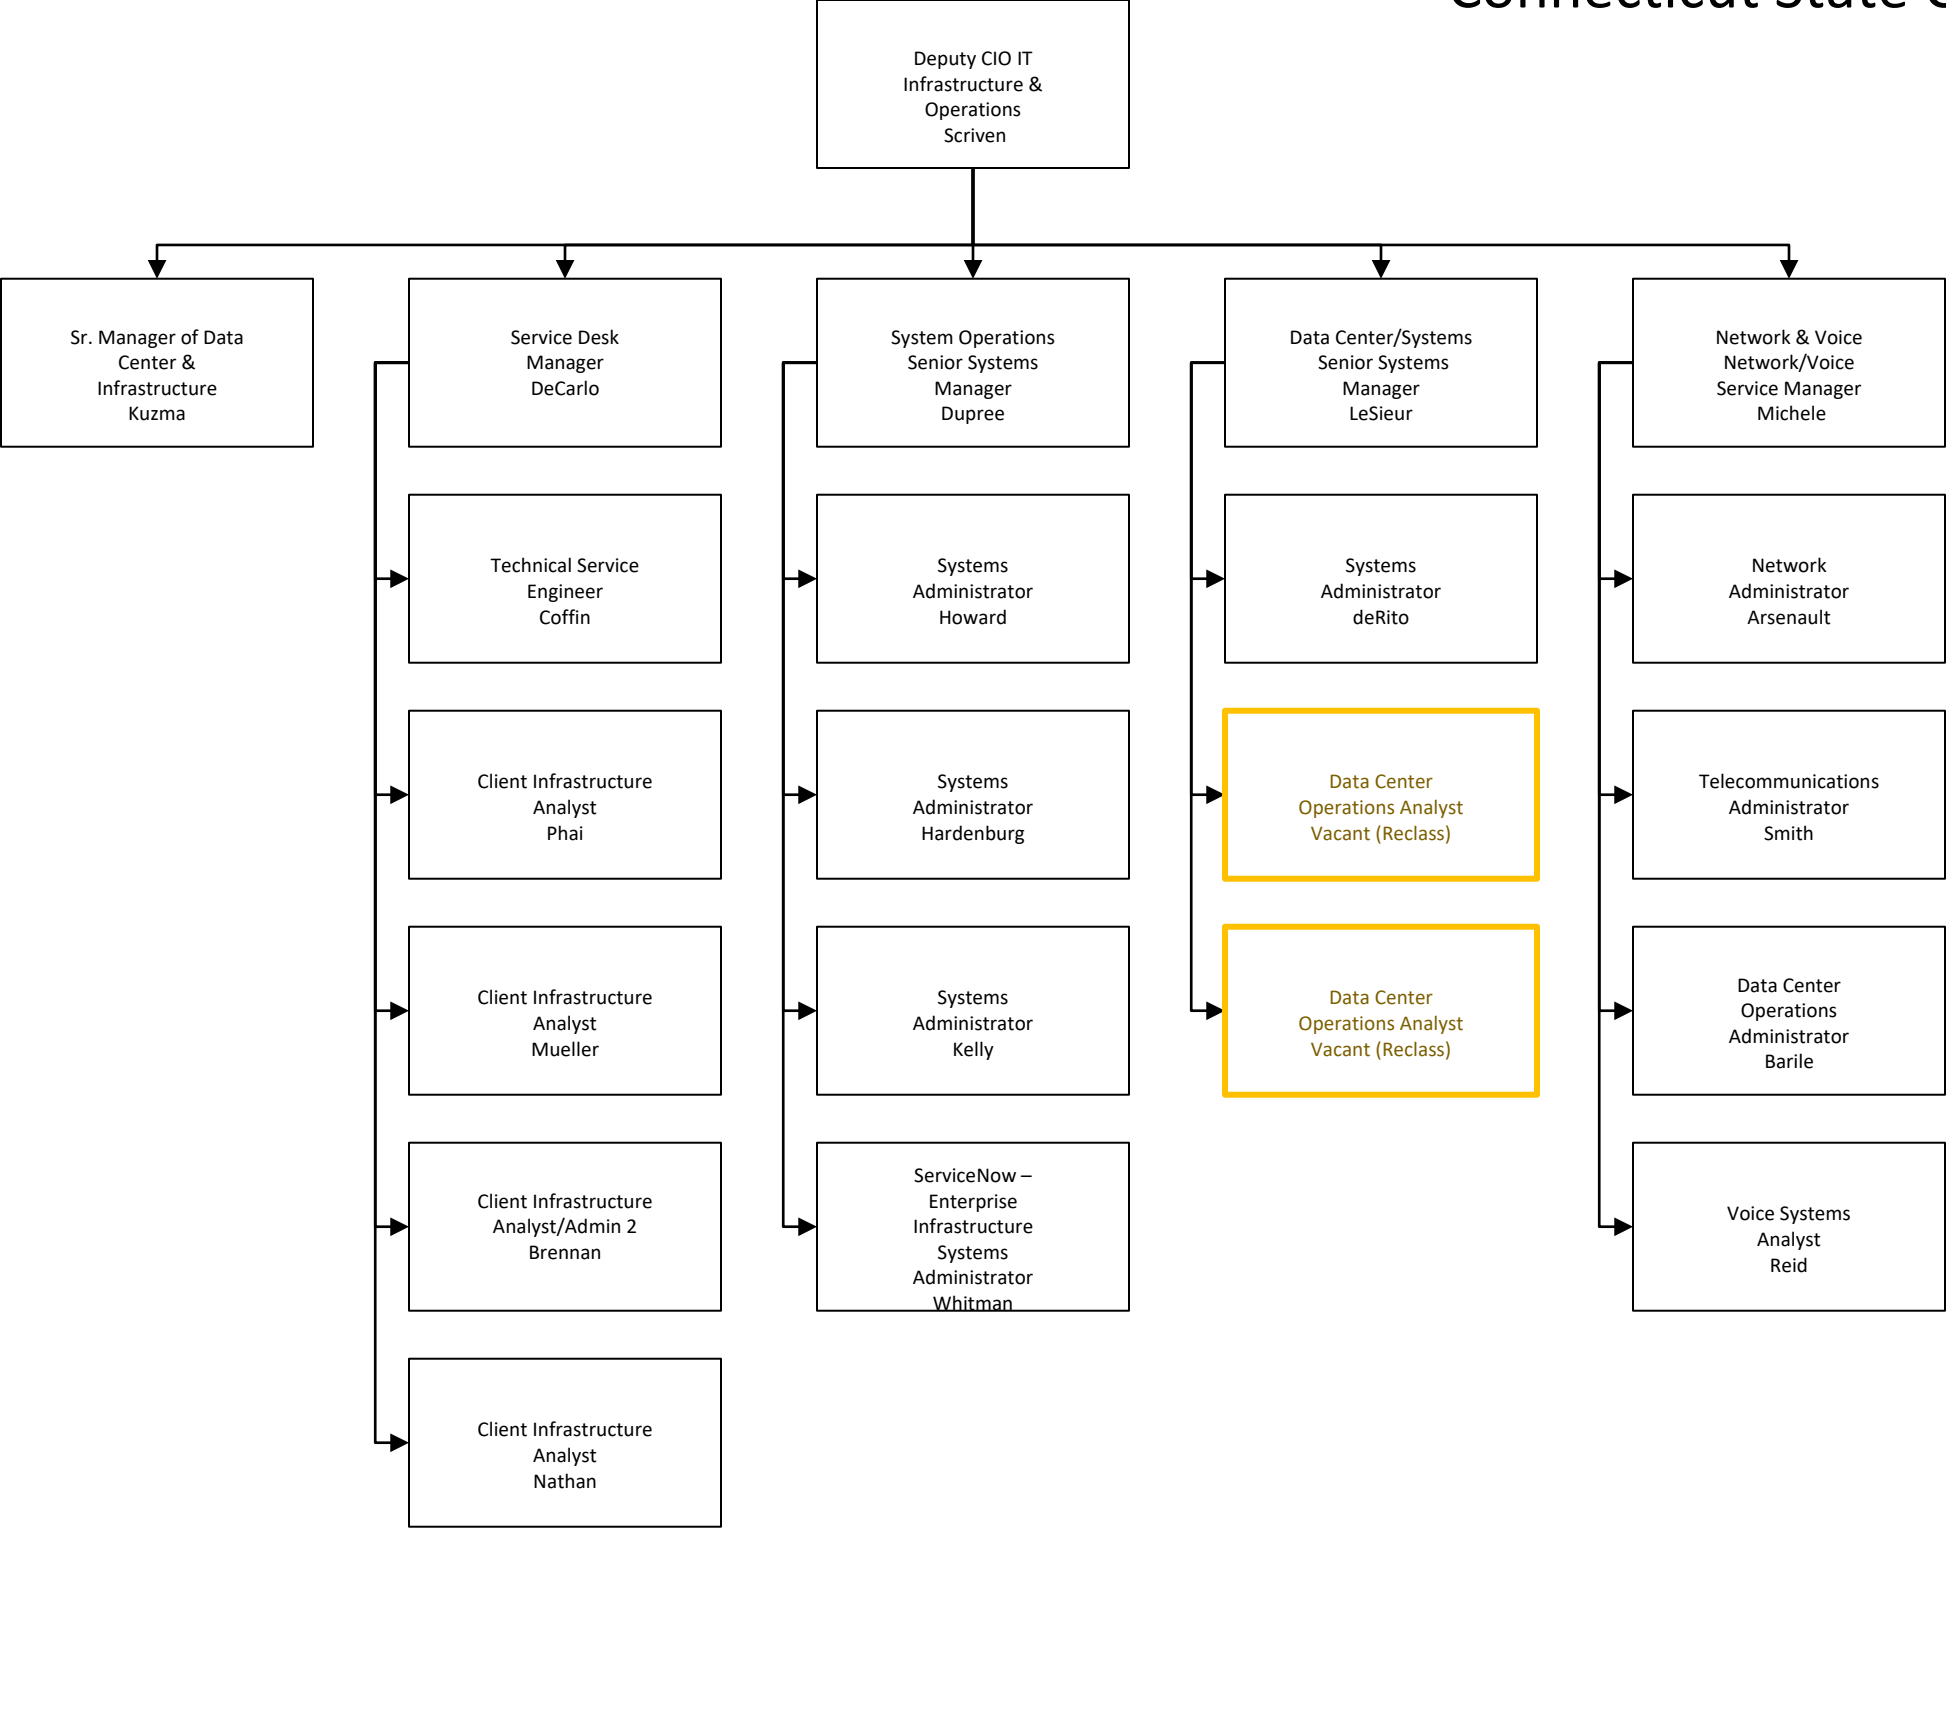 Connecticut State
Deputy CIO IT
Infrastructure &
Operations
Scriven
Sr. Manager of Data
Center &
Infrastructure
Kuzma
Service Desk
Manager
DeCarlo
System Operations
Senior Systems
Manager
Dupree
Data Center/Systems
Senior Systems
Manager
LeSieur
Network & Voice
Network/Voice
Service Manager
Michele
Technical Service
Engineer
Coffin
Systems
Administrator
Howard
Systems
Administrator
deRito
Network
Administrator
Arsenault
Client Infrastructure
Analyst
Phai
Systems
Administrator
Hardenburg
Data Center
Operations Analyst
Vacant (Reclass)
Telecommunications
Administrator
Smith
Client Infrastructure
Analyst
Mueller
Systems
Administrator
Kelly
Data Center
Operations Analyst
Vacant (Reclass)
Data Center
Operations
Administrator
Barile
Client Infrastructure
Analyst/Admin 2
Brennan
ServiceNow –
Enterprise
Infrastructure
Systems
Administrator
Whitman
Voice Systems
Analyst
Reid
Client Infrastructure
Analyst
Nathan